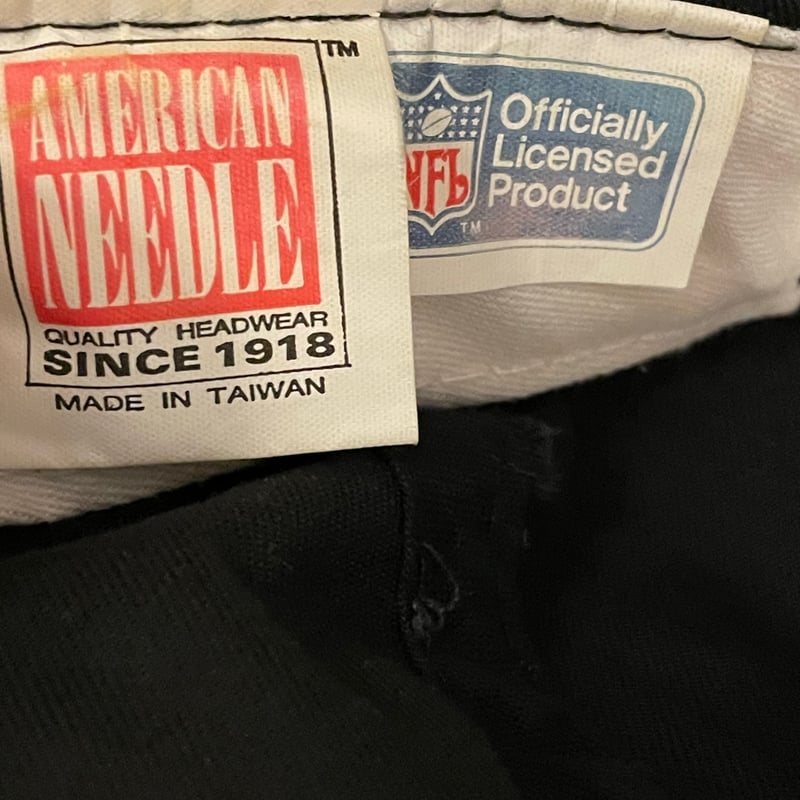 AMERICAN
NEEDLE
TM
QUALITY HEADWEAR
SINCE 1918
MADE IN TAIWAN
NFL
TM
Officially
Licensed
Product